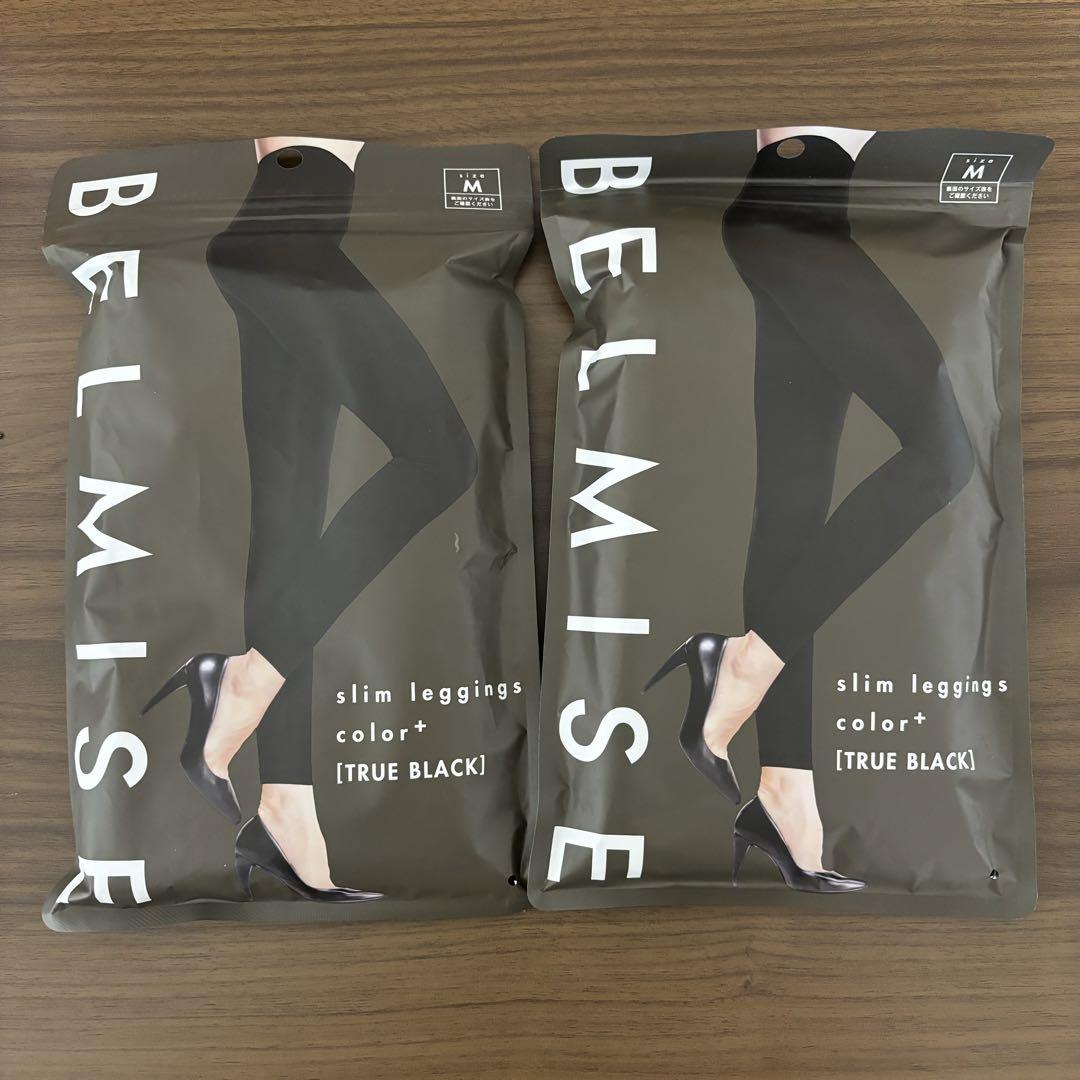 BELMISE
size
M
裏面のサイズ表を
ご確認ください
slim leggings
color+
[TRUE BLACK]
BELMISE
size
M
裏面のサイズ表を
ご確認ください
slim leggings
color+
[TRUE BLACK]